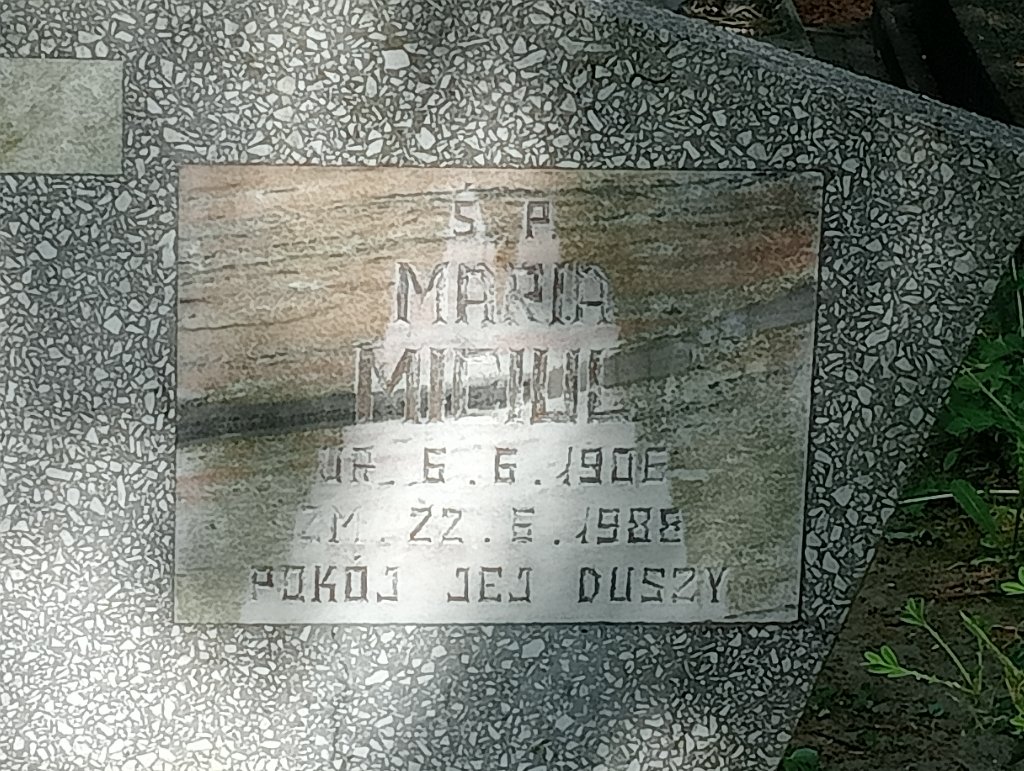 Ś. P.
MARIA
UR. 6.6.1906
ZM. 22.6.1988
POKÓJ JEJ DUSZY